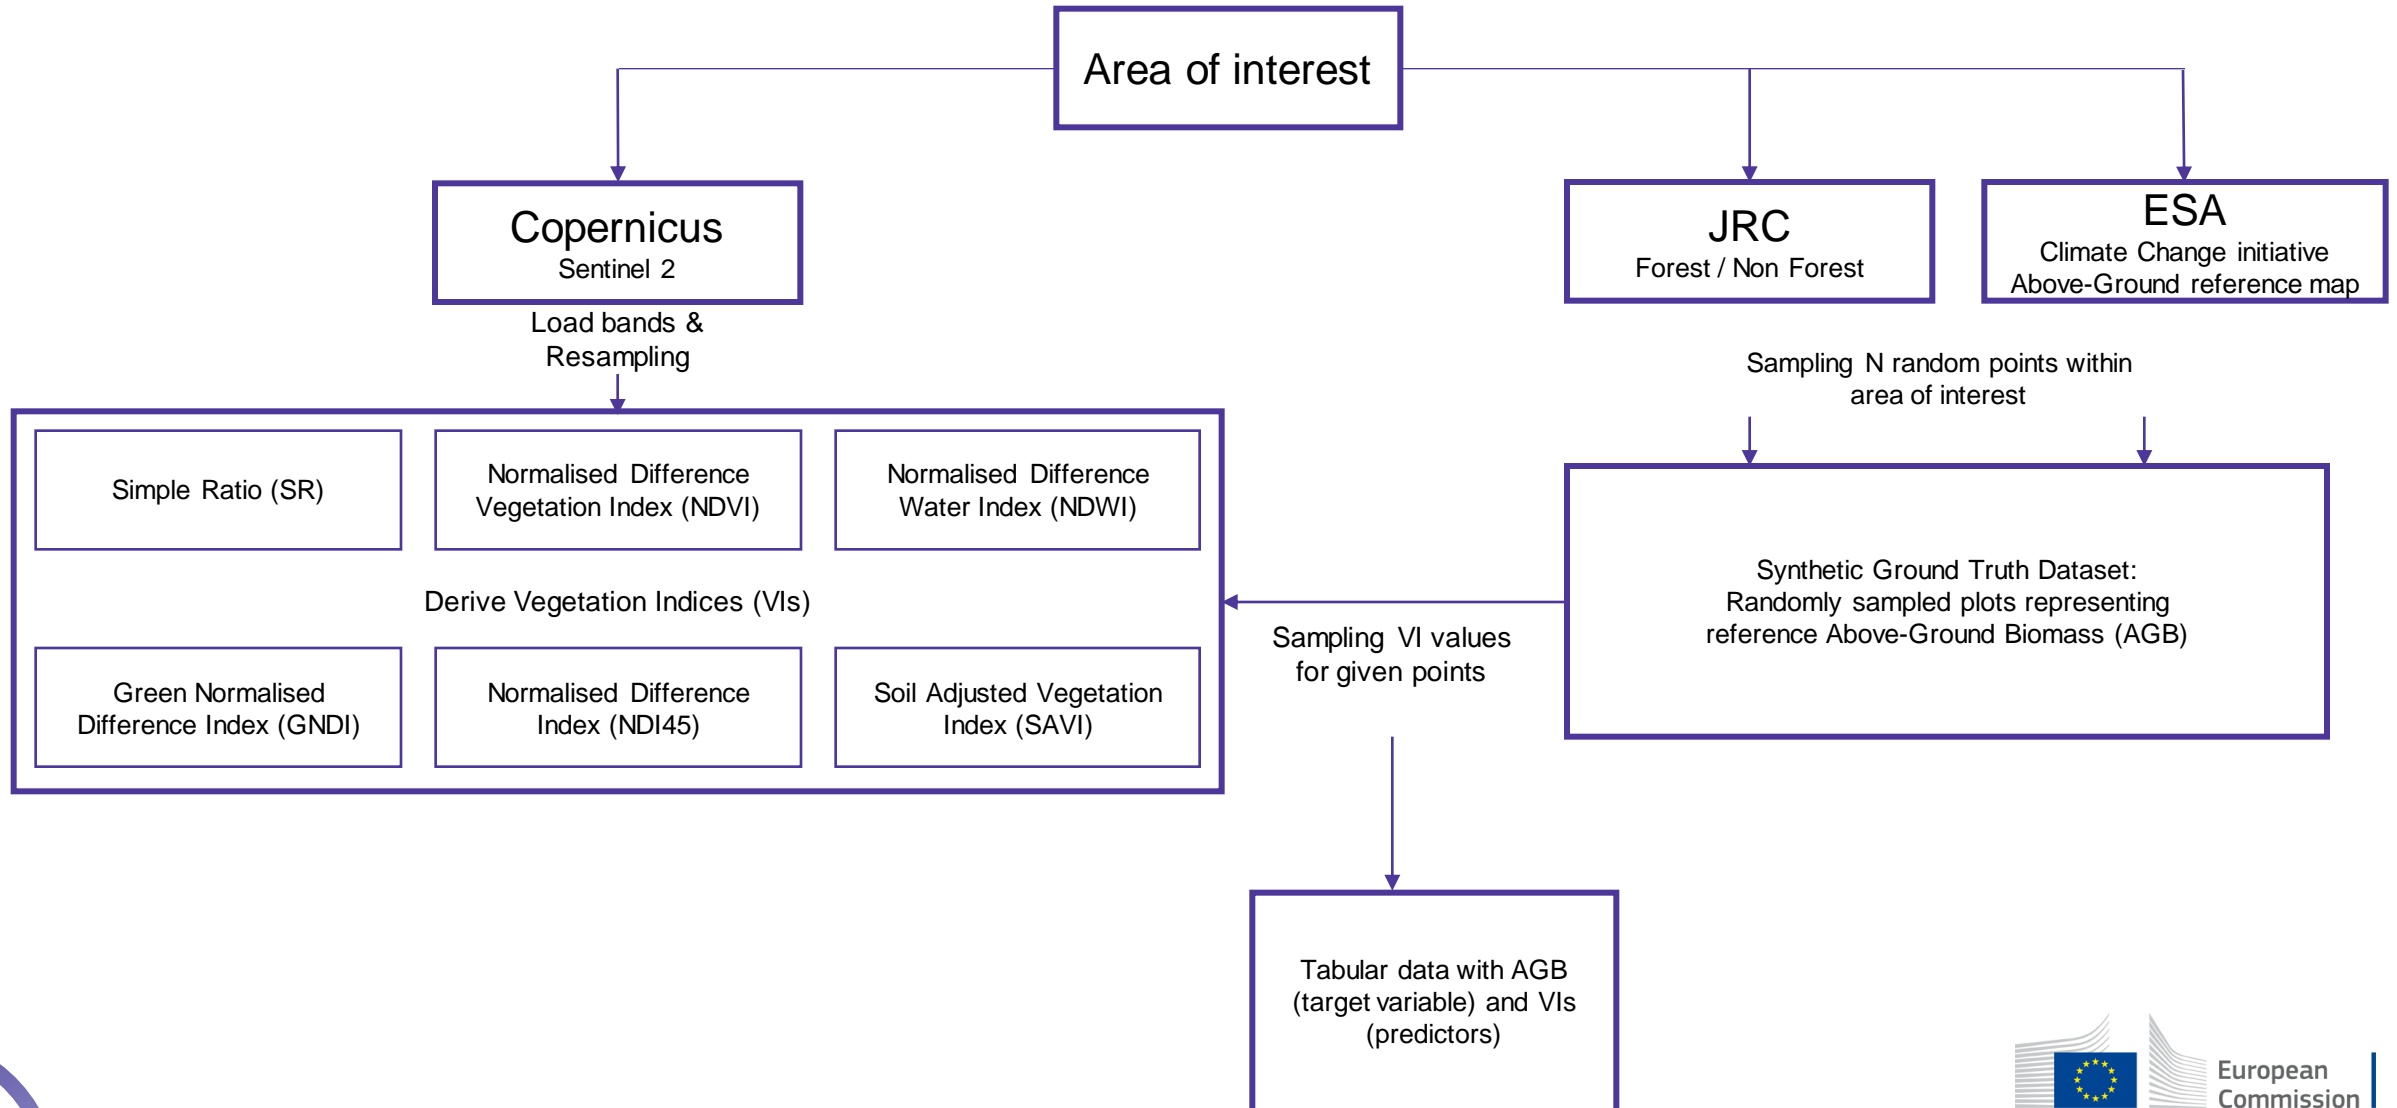 Area of interest
Copernicus
Sentinel 2
JRC
Forest / Non Forest
ESA
Climate Change initiative
Above-Ground reference map
Load bands &
Resampling
Sampling N random points within
area of interest
Simple Ratio (SR)
Normalised Difference
Vegetation Index (NDVI)
Normalised Difference
Water Index (NDWI)
Derive Vegetation Indices (VIs)
Green Normalised
Difference Index (GNDI)
Normalised Difference
Index (NDI45)
Soil Adjusted Vegetation
Index (SAVI)
Sampling VI values
for given points
Synthetic Ground Truth Dataset:
Randomly sampled plots representing
reference Above-Ground Biomass (AGB)
Tabular data with AGB
(target variable) and VIs
(predictors)
European
Commission